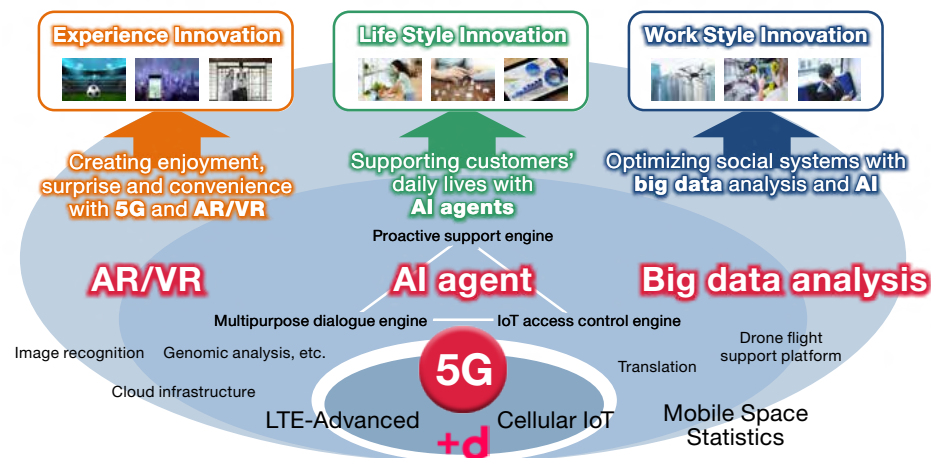 Experience Innovation
Life Style Innovation
Work Style Innovation
Creating enjoyment,
surprise and convenience
with 5G and AR/VR
Supporting customers'
daily lives with
AI agents
Optimizing social systems with
big data analysis and AI
Proactive support engine
AR/VR
AI agent
Big data analysis
Multipurpose dialogue engine
IoT access control engine
Image recognition
Genomic analysis, etc.
Cloud infrastructure
5G
Translation
Drone flight
support platform
LTE-Advanced
Cellular IoT
+d
Mobile Space
Statistics